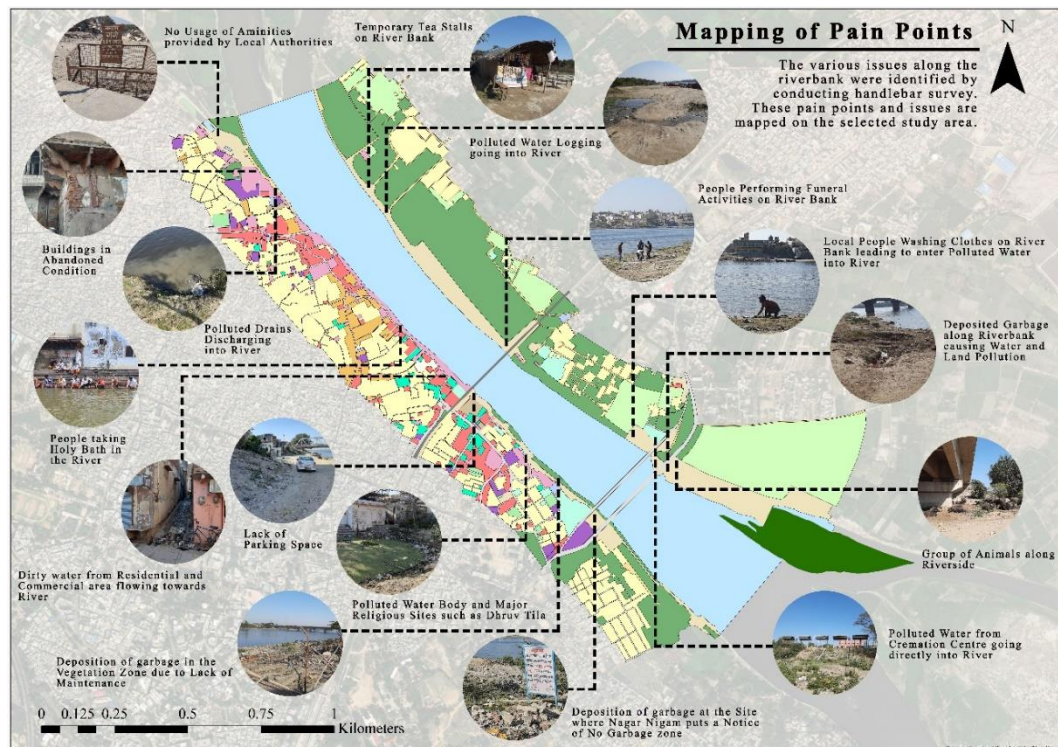 Mapping of Pain Points
N
The various issues along the
riverbank were identified by
conducting handlebar survey.
These pain points and issues are
mapped on the selected study area.
No Usage of Aminities
provided by Local Authorities
Temporary Tea Stalls
on River Bank
Polluted Water Logging
going into River
People Performing Funeral
Activities on River Bank
Local People Washing Clothes on River
Bank leading to enter Polluted Water
into River
Buildings in
Abandoned
Condition
Polluted Drains
Discharging
into River
Deposited Garbage
along Riverbank
causing Water and
Land Pollution
People taking
Holy Bath in
the River
Lack of
Parking Space
Group of Animals along
Riverside
Dirty water from Residential and
Commercial area flowing towards
River
Polluted Water Body and Major
Religious Sites such as Dhruv Tila
Polluted Water from
Cremation Centre going
directly into River
Deposition of garbage in the
Vegetation Zone due to Lack of
Maintenance
Deposition of garbage at the Site
where Nagar Nigam puts a Notice
of No Garbage zone
0 0.125 0.25 0.5 0.75 1
Kilometers